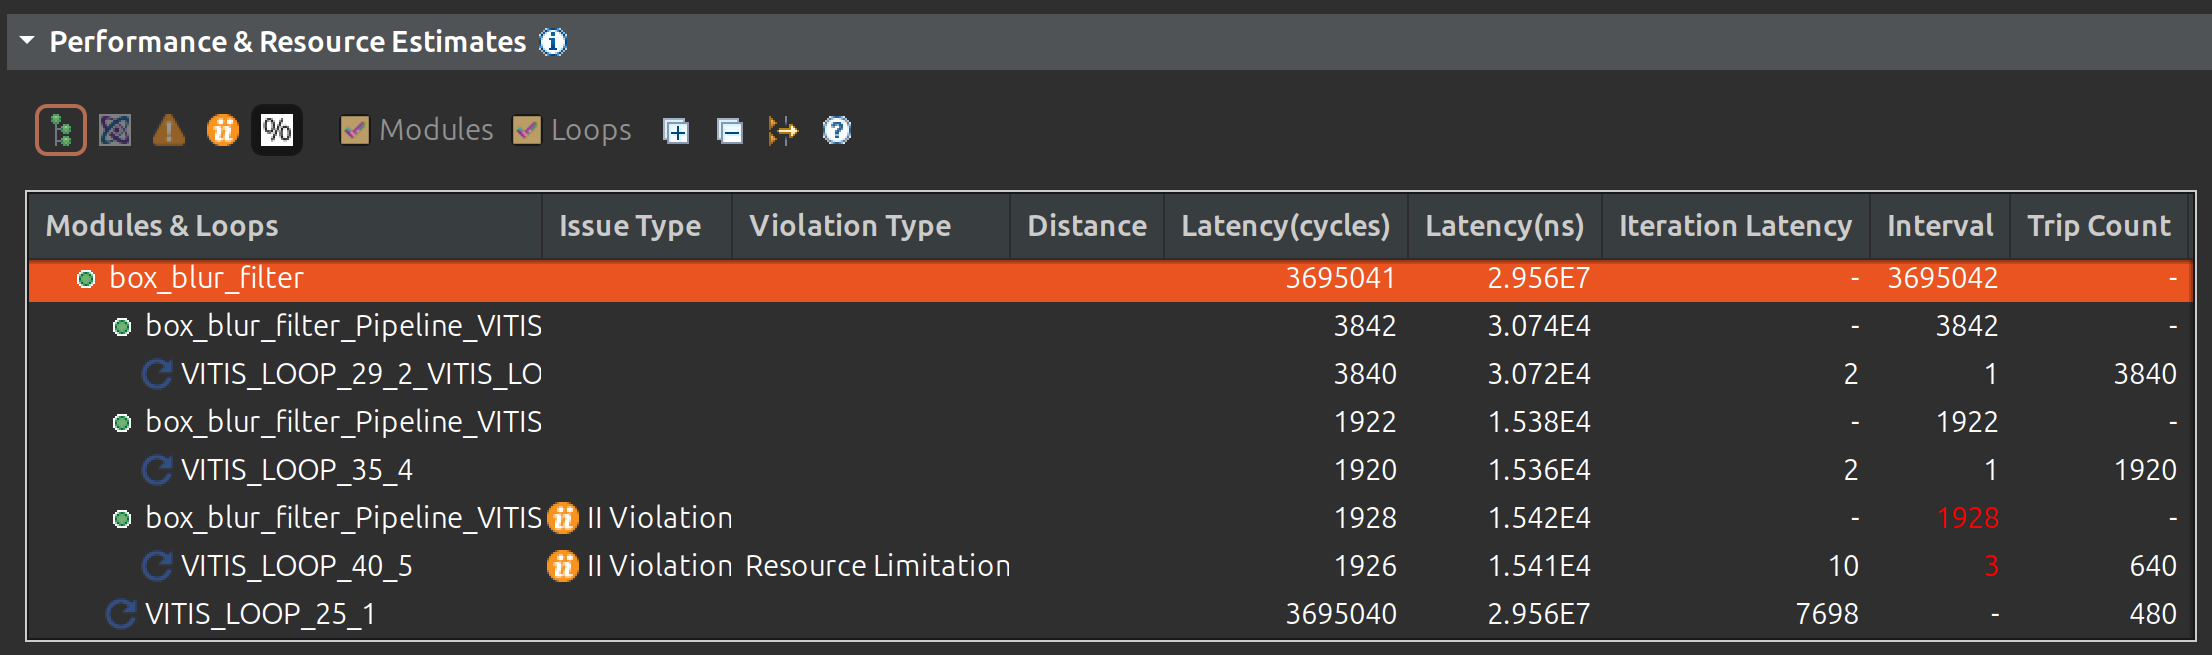 Performance & Resource Estimates
% Modules Loops
Modules & Loops Issue Type Violation Type Distance Latency(cycles) Latency(ns) Iteration Latency Interval Trip Count
box_blur_filter 3695041 2.956E7 - 3695042 -
box_blur_filter_Pipeline_VITIS 3842 3.074E4 - 3842 -
VITIS_LOOP_29_2_VITIS_LO 3840 3.072E4 2 1 3840
box_blur_filter_Pipeline_VITIS 1922 1.538E4 - 1922 -
VITIS_LOOP_35_4 1920 1.536E4 2 1 1920
box_blur_filter_Pipeline_VITIS II Violation 1928 1.542E4 - 1928 -
VITIS_LOOP_40_5 II Violation Resource Limitation 1926 1.541E4 10 3 640
VITIS_LOOP_25_1 3695040 2.956E7 7698 - 480